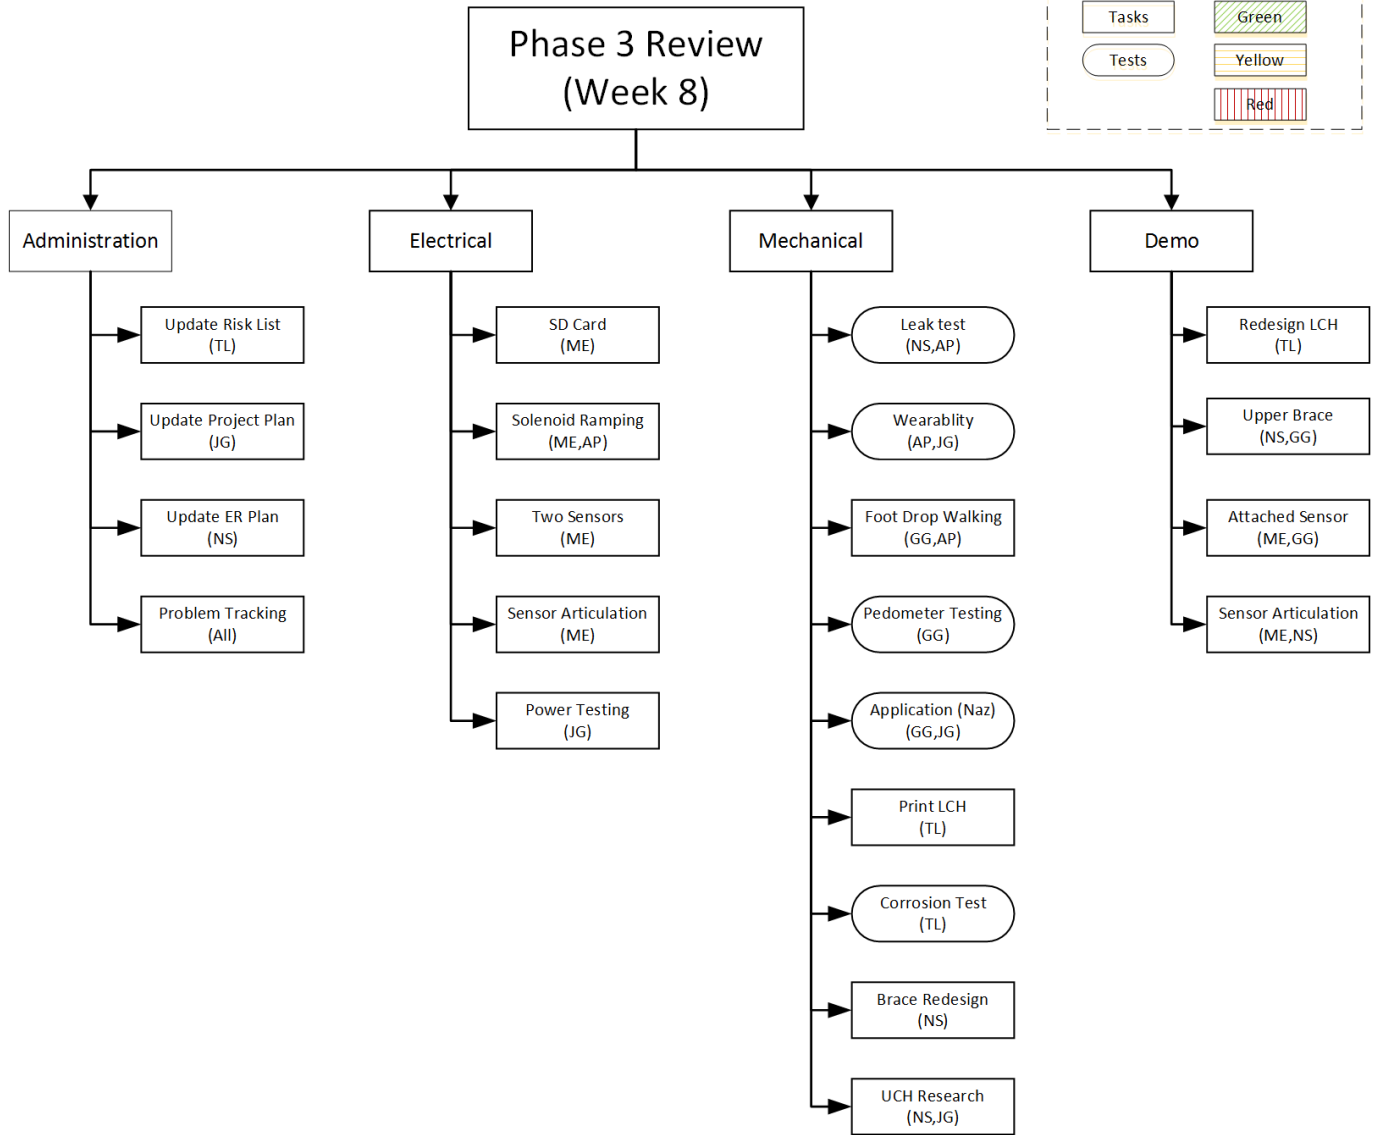 Phase 3 Review
(Week 8)
Tasks
Green
Tests
Yellow
Red
Administration
Electrical
Mechanical
Demo
Update Risk List
(TL)
Update Project Plan
(JG)
Update ER Plan
(NS)
Problem Tracking
(All)
SD Card
(ME)
Solenoid Ramping
(ME,AP)
Two Sensors
(ME)
Sensor Articulation
(ME)
Power Testing
(JG)
Leak test
(NS,AP)
Wearablity
(AP,JG)
Foot Drop Walking
(GG,AP)
Pedometer Testing
(GG)
Application (Naz)
(GG,JG)
Print LCH
(TL)
Corrosion Test
(TL)
Brace Redesign
(NS)
UCH Research
(NS,JG)
Redesign LCH
(TL)
Upper Brace
(NS,GG)
Attached Sensor
(ME,GG)
Sensor Articulation
(ME,NS)